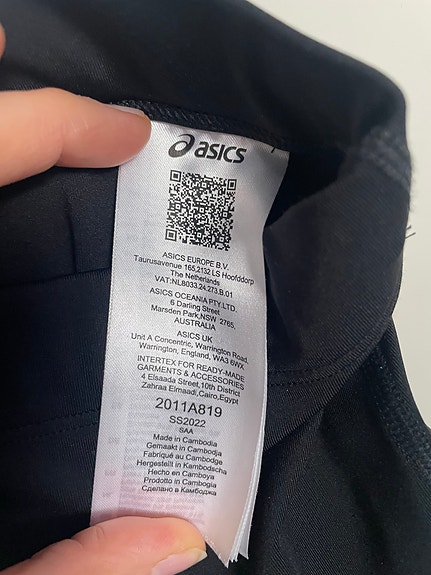 asics
ASICS EUROPE B.V.
Taurusavenue 165,2132 LS Hoofddorp
The Netherlands
VAT:NL8033.24.273.B.01
ASICS OCEANIA PTY.LTD.
6 Darling Street
Marsden Park,NSW 2765,
AUSTRALIA
ASICS UK
Unit A Concentric, Warrington Road,
Warrington, England, WA3 6WX
INTERTEX FOR READY-MADE
GARMENTS & ACCESSORIES
4 Elsaada Street,10th District
Zahraa Elmaadi,Cairo,Egypt
2011A819
SS2022
SAA
Made in Cambodia
Gemaakt in Cambodja
Fabriqué au Cambodge
Hergestellt in Kambodscha
Hecho en Camboya
Prodotto in Cambogia
Сделано в Камбоджа